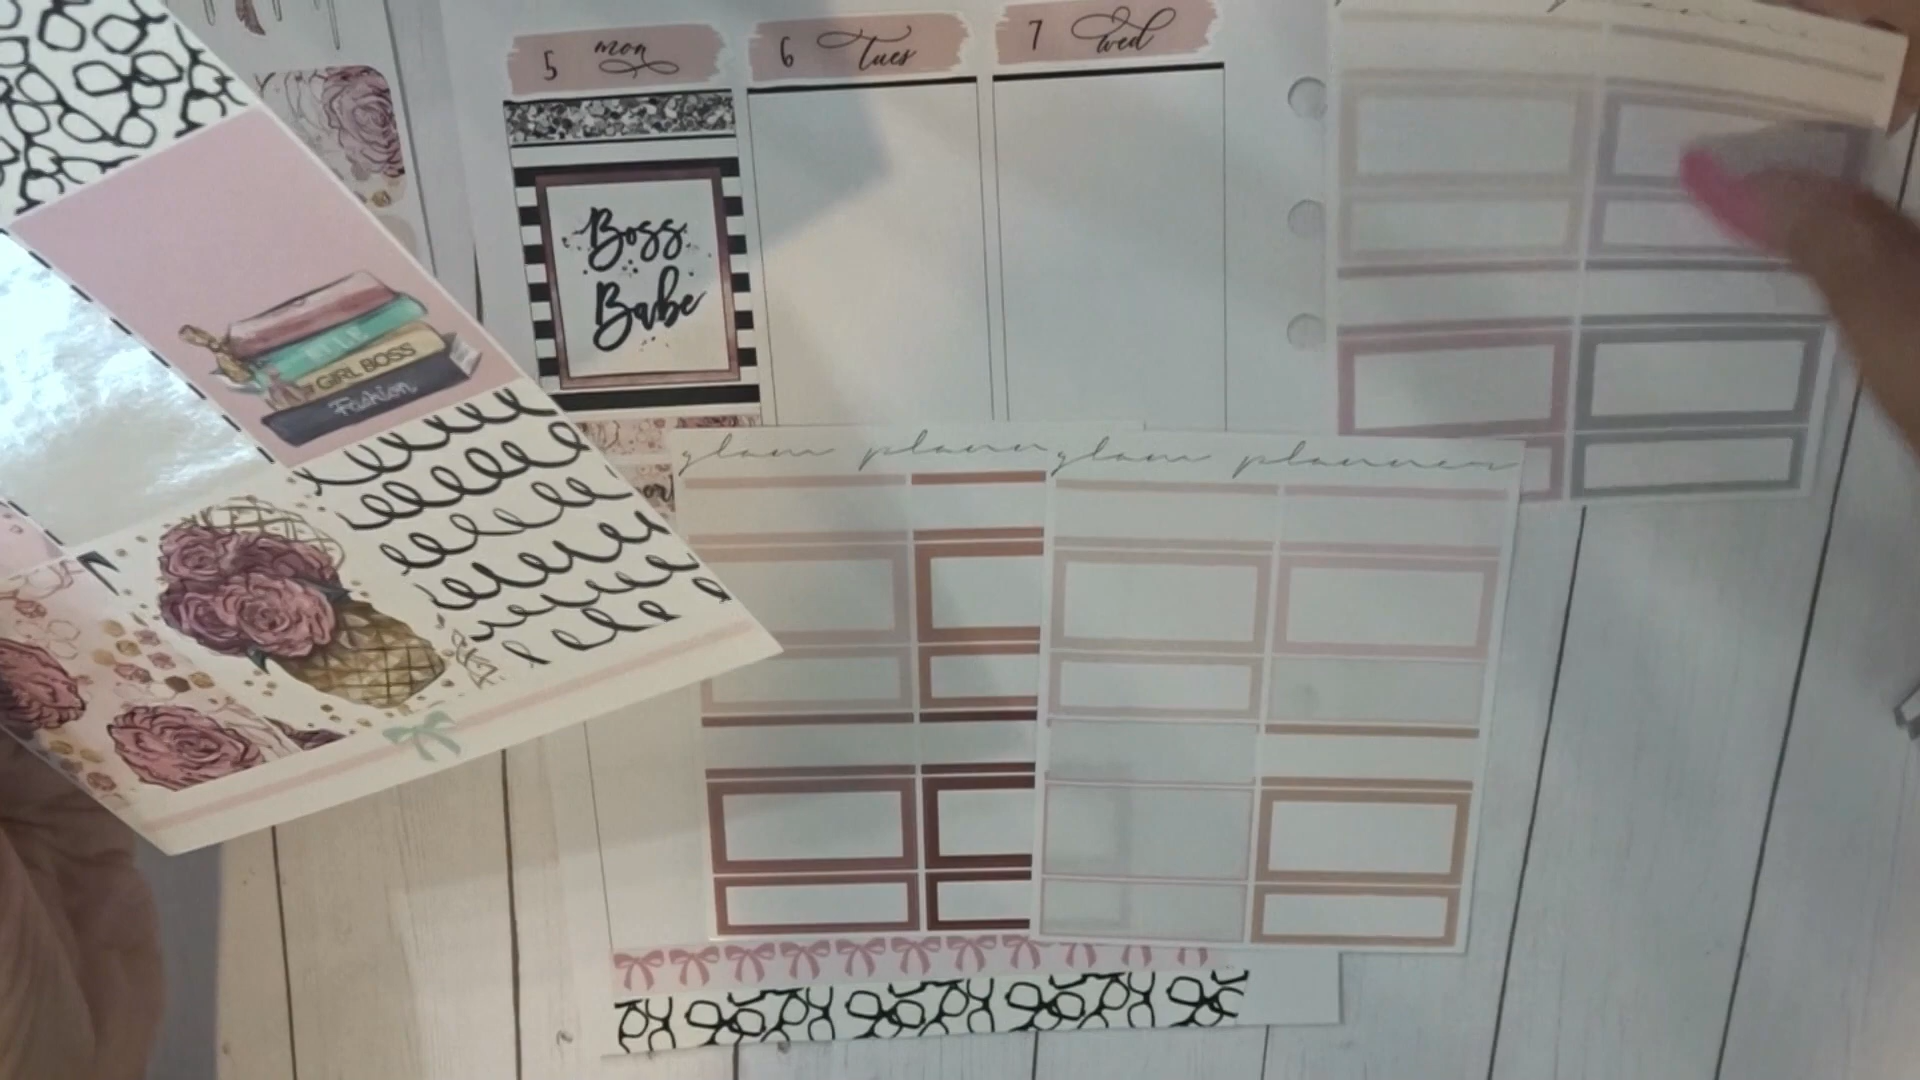 5 mon
6 Tues
7 Wed
Boss
Babe
GIRL BOSS
Fashion
glam planner
glam planner